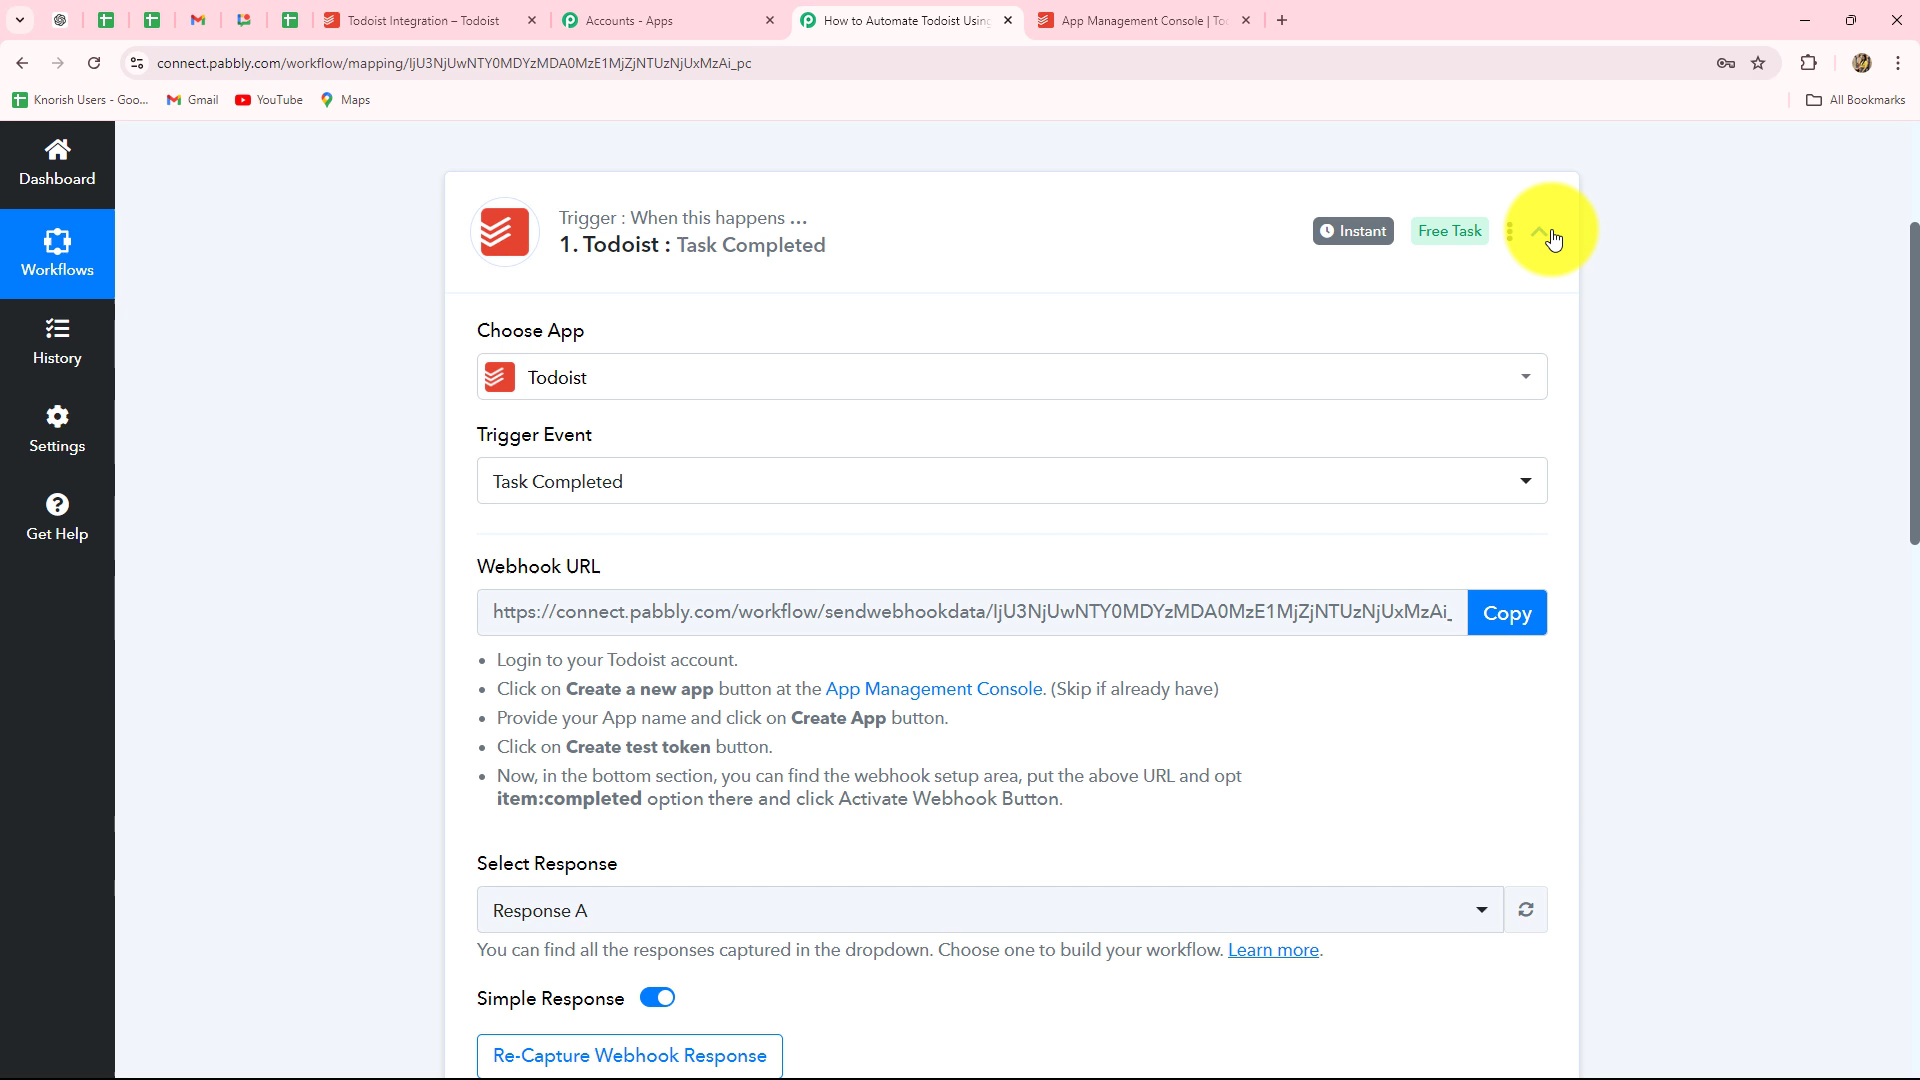 Todoist Integration – Todoist
Accounts - Apps
How to Automate Todoist Using
App Management Console | To
connect.pabbly.com/workflow/mapping/IjU3NjUwNTY0MDYzMDA0MzE1MjZjNTUzNjUxMzAi_pc
Knorish Users - Goo...
Gmail
YouTube
Maps
All Bookmarks
Dashboard
Workflows
History
Settings
Get Help
Trigger : When this happens ...
1. Todoist : Task Completed
Instant
Free Task
Choose App
Todoist
Trigger Event
Task Completed
Webhook URL
https://connect.pabbly.com/workflow/sendwebhookdata/IjU3NjUwNTY0MDYzMDA0MzE1MjZjNTUzNjUxMzAi_
Copy
• Login to your Todoist account.
• Click on Create a new app button at the App Management Console. (Skip if already have)
• Provide your App name and click on Create App button.
• Click on Create test token button.
• Now, in the bottom section, you can find the webhook setup area, put the above URL and opt
item:completed option there and click Activate Webhook Button.
Select Response
Response A
You can find all the responses captured in the dropdown. Choose one to build your workflow. Learn more.
Simple Response
Re-Capture Webhook Response